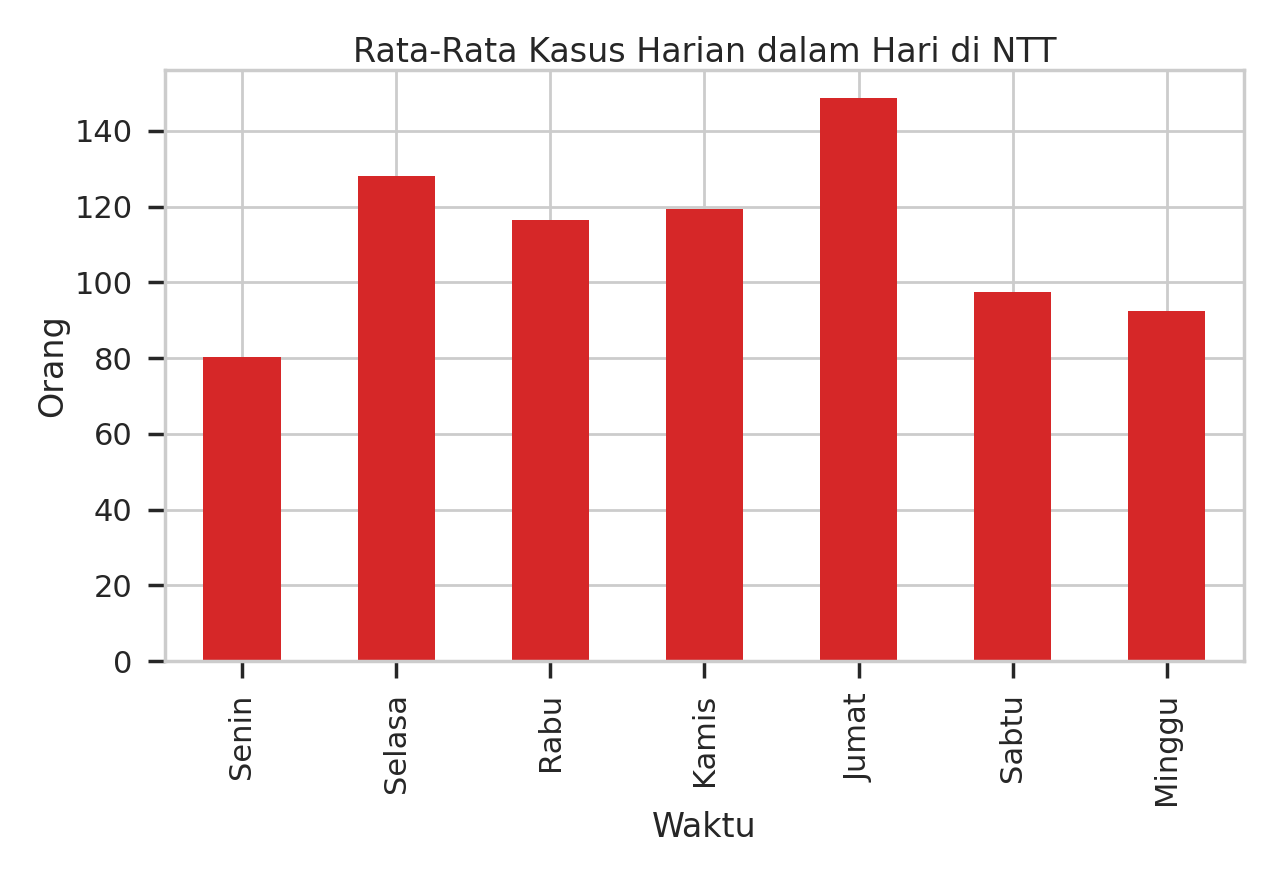 Rata-Rata Kasus Harian dalam Hari di NTT
140
120
100
80
60
40
20
0
Orang
Senin
Selasa
Rabu
Kamis
Jumat
Sabtu
Minggu
Waktu